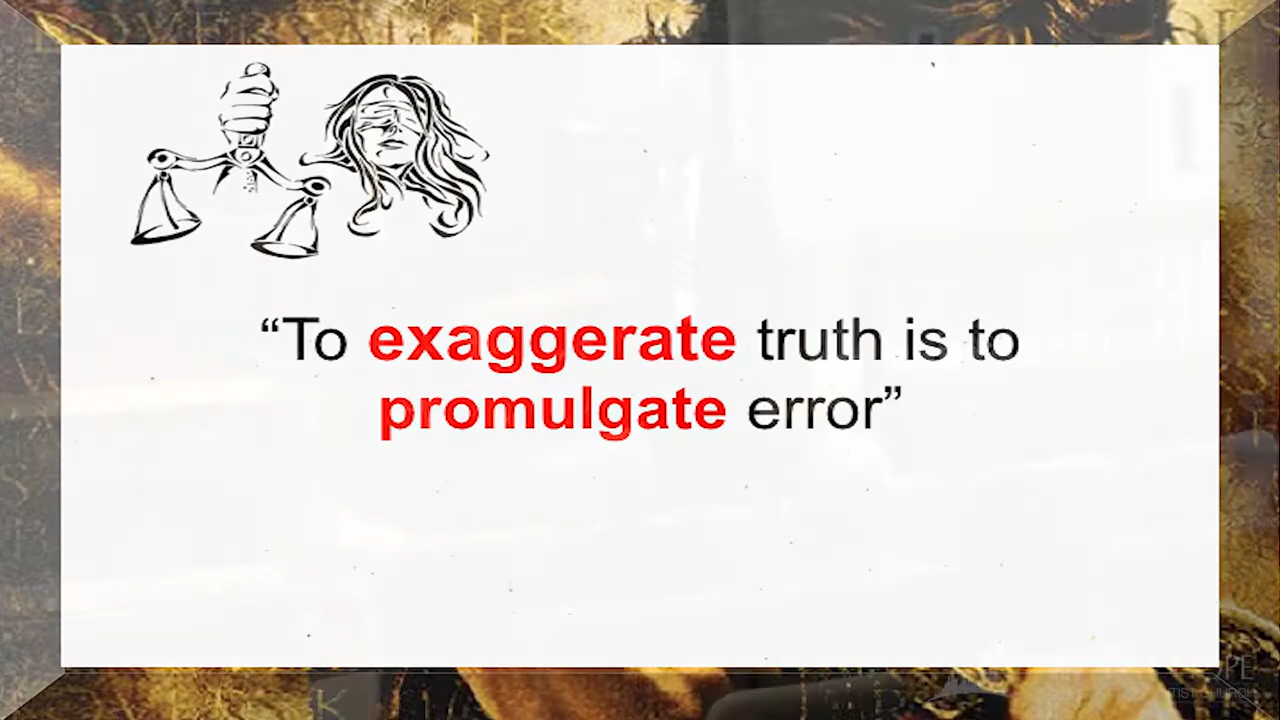 “To exaggerate truth is to
promulgate error”